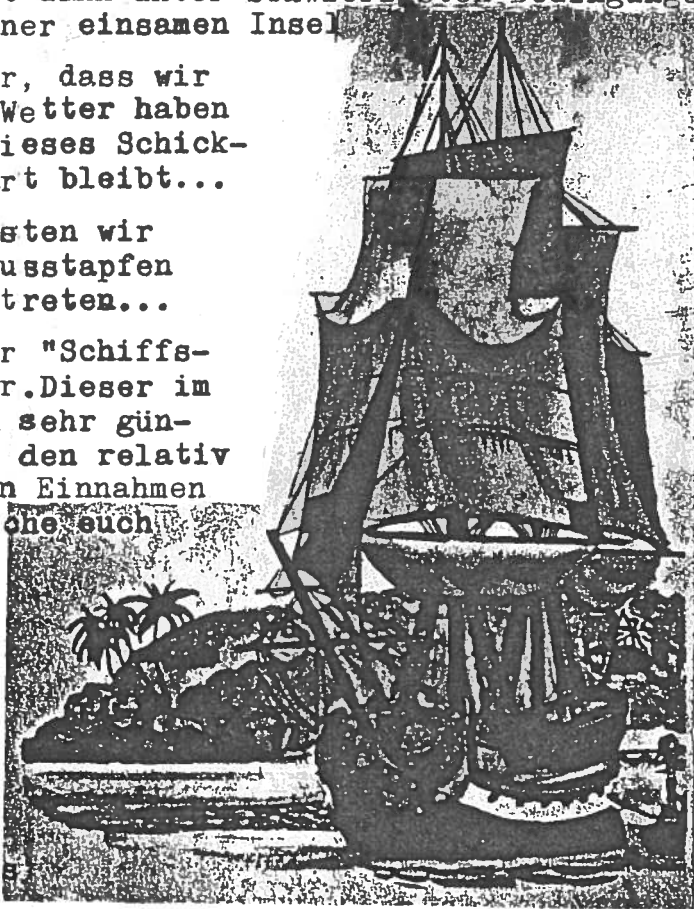 ner einsamen Insel
r, dass wir
Wetter haben
ieses Schick-
rt bleibt...
sten wir
usstapfen
treten...
r "Schiffs-
r.Dieser im
sehr gün-
den relativ
n Einnahmen
che euch
s